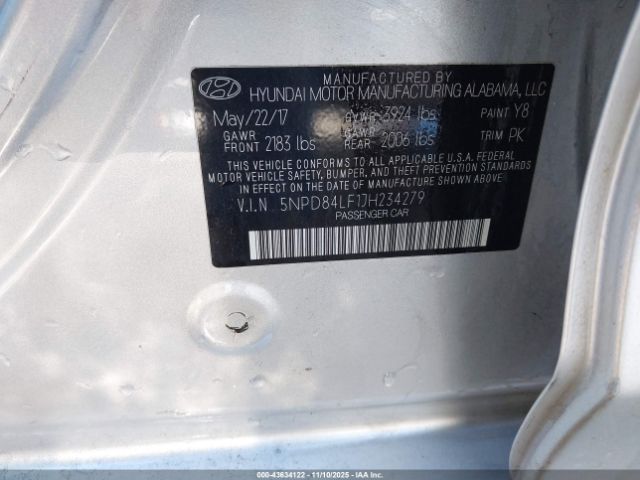 MANUFACTURED BY
HYUNDAI MOTOR MANUFACTURING ALABAMA, LLC
May/22/17 GVWR 3924 lbs PAINT Y8
GAWR FRONT 2183 lbs GAWR REAR 2006 lbs TRIM PK
THIS VEHICLE CONFORMS TO ALL APPLICABLE U.S.A. FEDERAL
MOTOR VEHICLE SAFETY, BUMPER, AND THEFT PREVENTION STANDARDS
IN EFFECT ON THE DATE OF MANUFACTURE SHOWN ABOVE.
V.I.N 5NPD84LF1JH234279
PASSENGER CAR
000-43634122 — 11/10/2025 — IAAI.COM